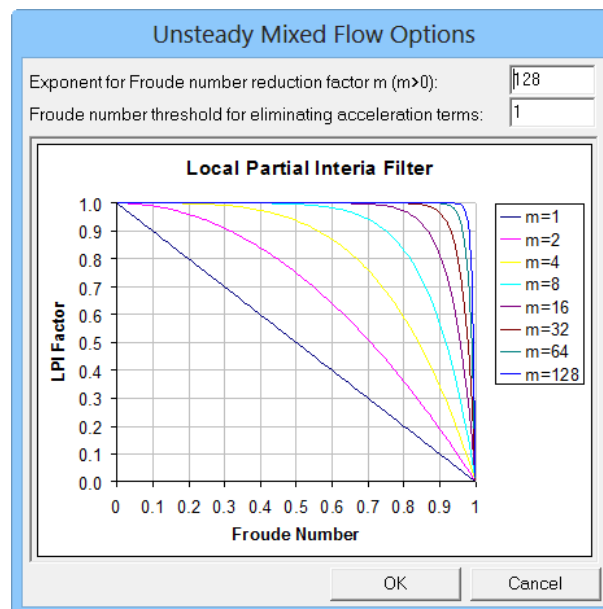 Unsteady Mixed Flow Options
Exponent for Froude number reduction factor m (m>0):
128
Froude number threshold for eliminating acceleration terms:
1
Local Partial Interia Filter
1.0
0.9
0.8
0.7
0.6
0.5
0.4
0.3
0.2
0.1
0.0
LPI Factor
0 0.1 0.2 0.3 0.4 0.5 0.6 0.7 0.8 0.9 1
Froude Number
m=1
m=2
m=4
m=8
m=16
m=32
m=64
m=128
OK
Cancel